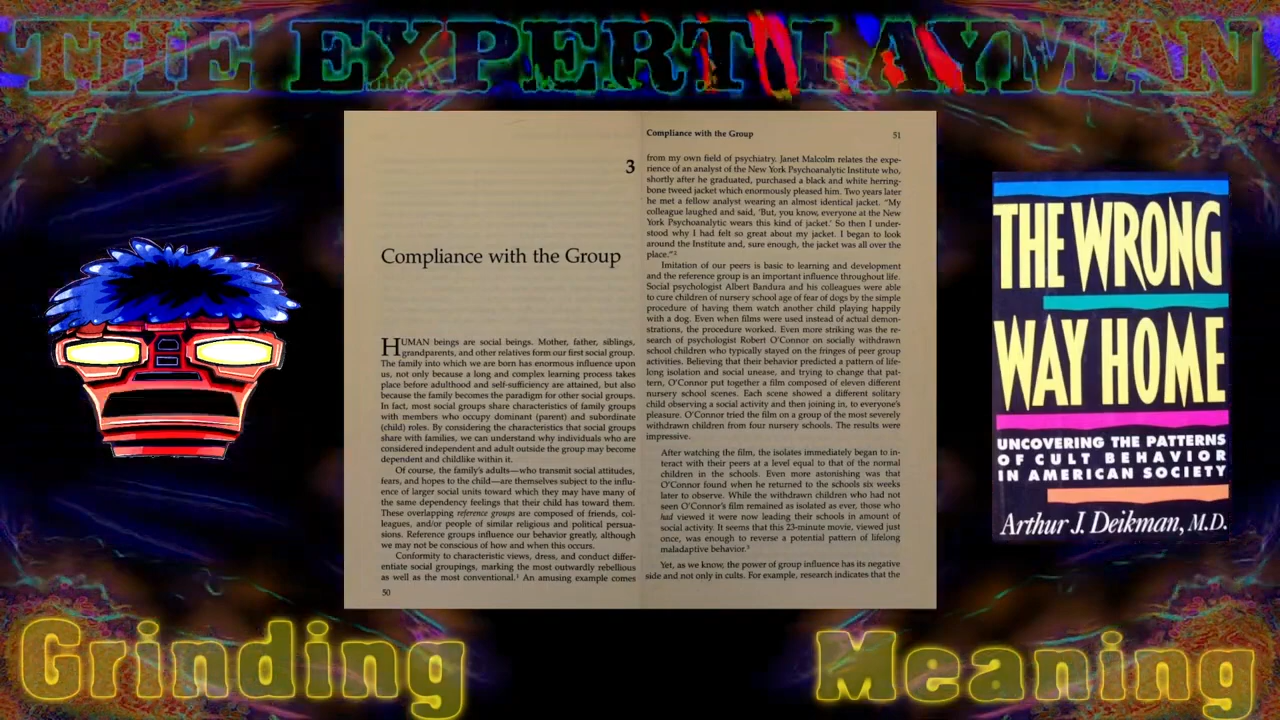 THE EXPERT LAYMAN
3
Compliance with the Group
HUMAN beings are social beings. Mother, father, siblings,
grandparents, and other relatives form our first social group.
The family into which we are born has enormous influence upon
us, not only because a long and complex learning process takes
place before adulthood and self-sufficiency are attained, but also
because the family becomes the paradigm for other social groups.
In fact, most social groups share characteristics of family groups
with members who occupy dominant (parent) and subordinate
(child) roles. By considering the characteristics that social groups
share with families, we can understand why individuals who are
considered independent and adult outside the group may become
dependent and childlike within it.
Of course, the family's adults—who transmit social attitudes,
fears, and hopes to the child—are themselves subject to the influ-
ence of larger social units toward which they may have many of
the same dependency feelings that their child has toward them.
These overlapping reference groups are composed of friends, col-
leagues, and/or people of similar religious and political persua-
sions. Reference groups influence our behavior greatly, although
we may not be conscious of how and when this occurs.
Conformity to characteristic views, dress, and conduct differ-
entiate social groupings, marking the most outwardly rebellious
as well as the most conventional.1 An amusing example comes
50
Compliance with the Group 51
from my own field of psychiatry. Janet Malcolm relates the expe-
rience of an analyst of the New York Psychoanalytic Institute who,
shortly after he graduated, purchased a black and white herring-
bone tweed jacket which enormously pleased him. Two years later
he met a fellow analyst wearing an almost identical jacket. "My
colleague laughed and said, 'But, you know, everyone at the New
York Psychoanalytic wears this kind of jacket.' So then I under-
stood why I had felt so great about my jacket. I began to look
around the Institute and, sure enough, the jacket was all over the
place."2
Imitation of our peers is basic to learning and development
and the reference group is an important influence throughout life.
Social psychologist Albert Bandura and his colleagues were able
to cure children of nursery school age of fear of dogs by the simple
procedure of having them watch another child playing happily
with a dog. Even when films were used instead of actual demon-
strations, the procedure worked. Even more striking was the re-
search of psychologist Robert O'Connor on socially withdrawn
school children who typically stayed on the fringes of peer group
activities. Believing that their behavior predicted a pattern of life-
long isolation and social unease, and trying to change that pat-
tern, O'Connor put together a film composed of eleven different
nursery school scenes. Each scene showed a different solitary
child observing a social activity and then joining in, to everyone's
pleasure. O'Connor tried the film on a group of the most severely
withdrawn children from four nursery schools. The results were
impressive.
After watching the film, the isolates immediately began to in-
teract with their peers at a level equal to that of the normal
children in the schools. Even more astonishing was that
O'Connor found when he returned to the schools six weeks
later to observe. While the withdrawn children who had not
seen O'Connor's film remained as isolated as ever, those who
had viewed it were now leading their schools in amount of
social activity. It seems that this 23-minute movie, viewed just
once, was enough to reverse a potential pattern of lifelong
maladaptive behavior.3
Yet, as we know, the power of group influence has its negative
side and not only in cults. For example, research indicates that the
THE WRONG
WAY HOME
UNCOVERING THE PATTERNS
OF CULT BEHAVIOR
IN AMERICAN SOCIETY
Arthur J. Deikman, M.D.
Grinding
Meaning